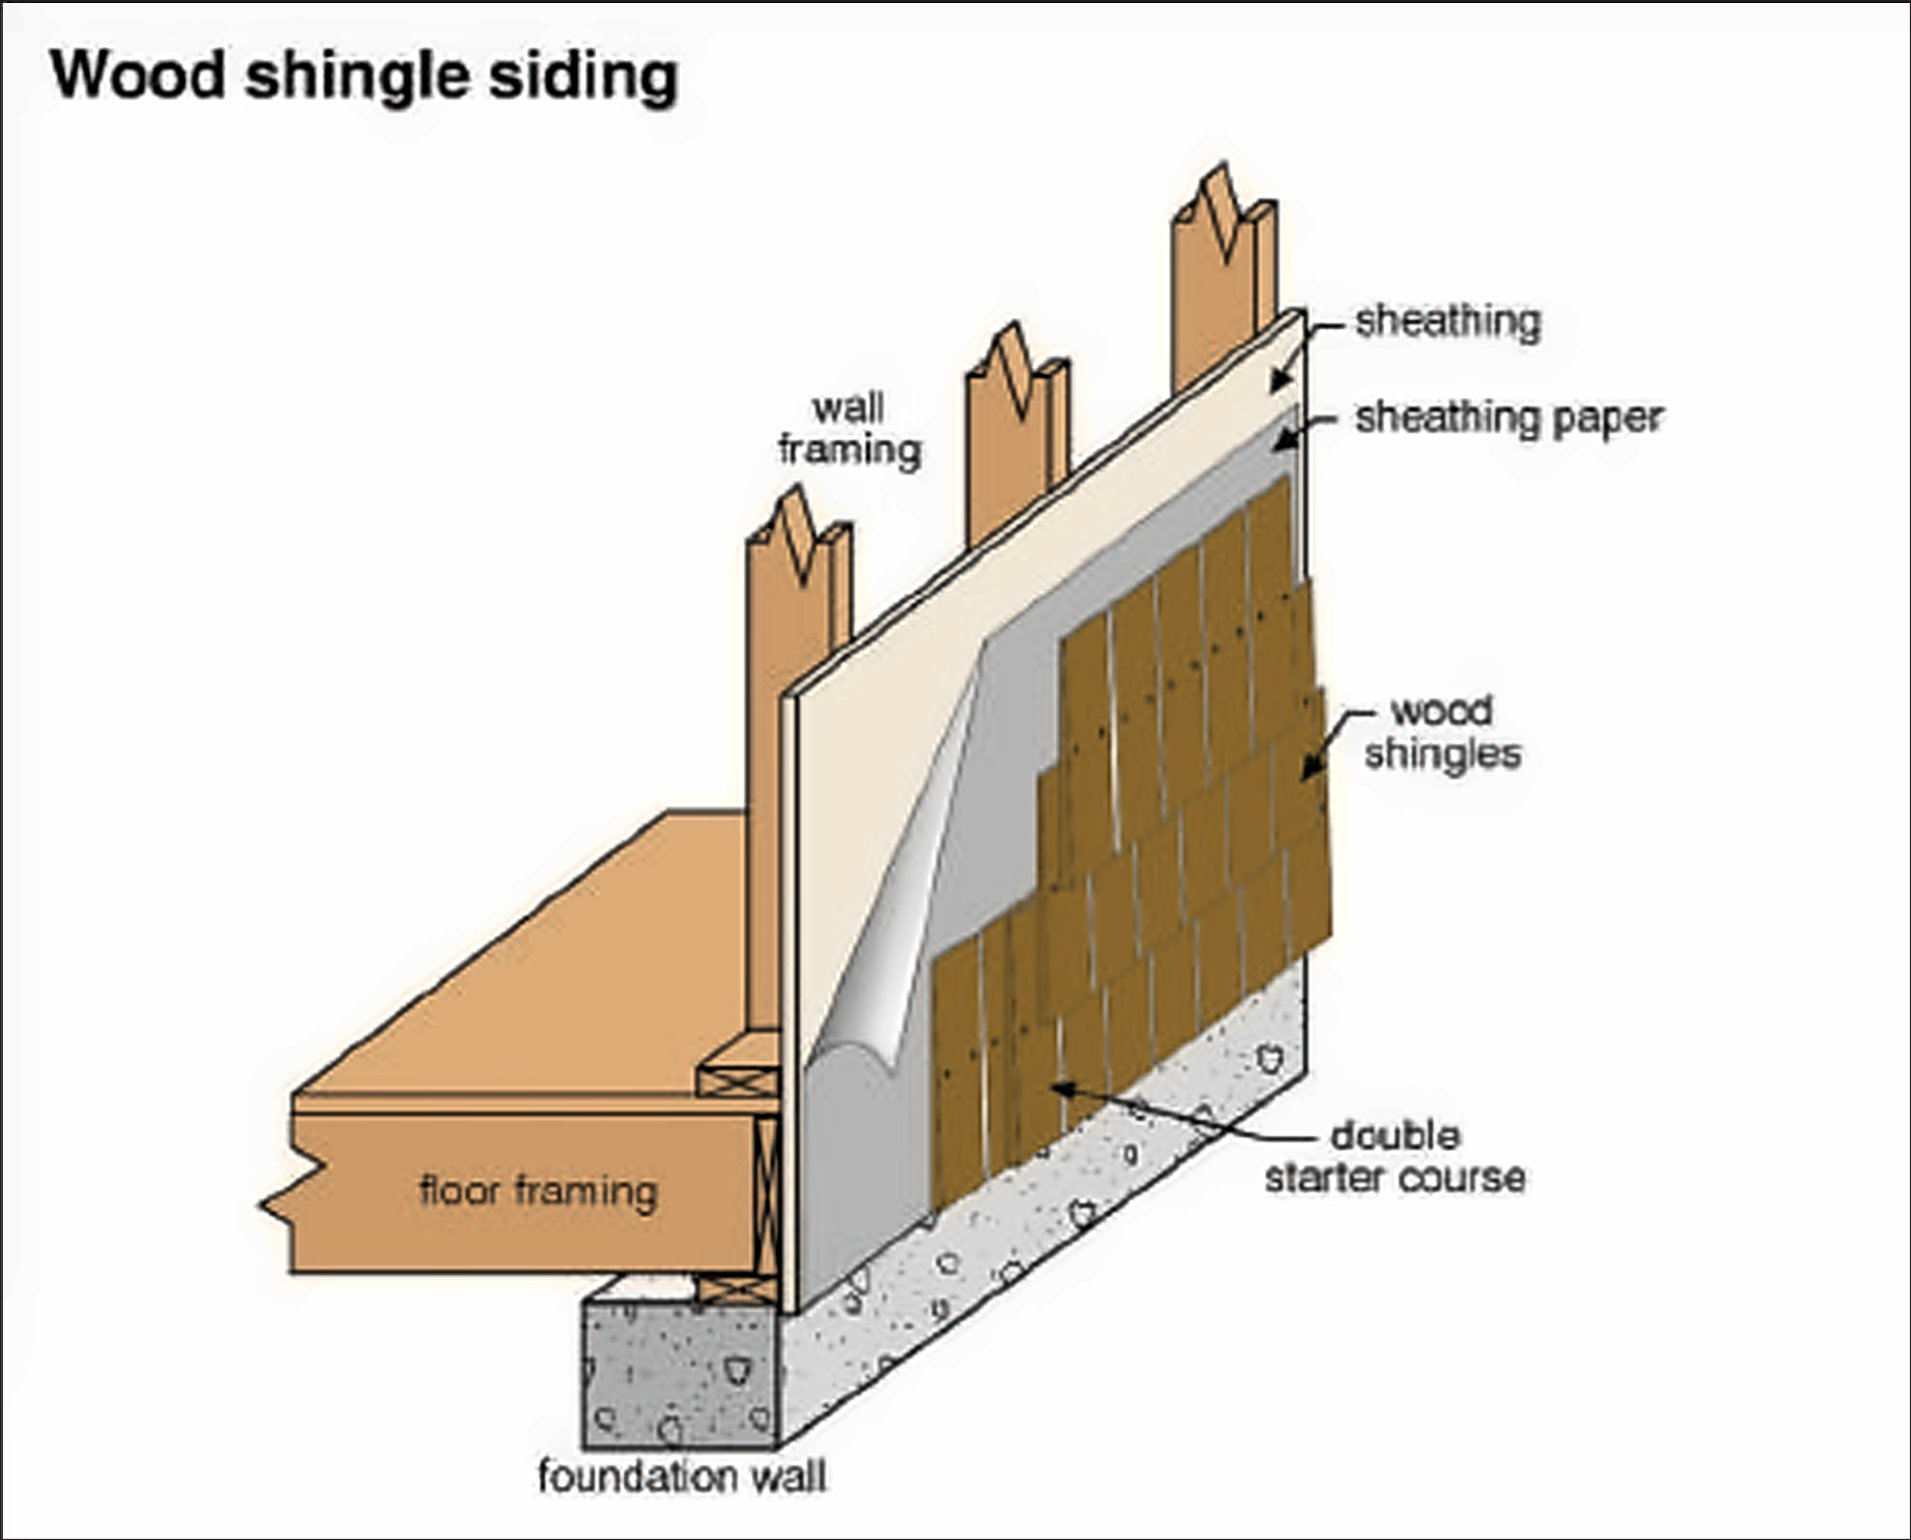 Wood shingle siding
sheathing
wall
framing
sheathing paper
wood
shingles
double
starter course
floor framing
foundation wall